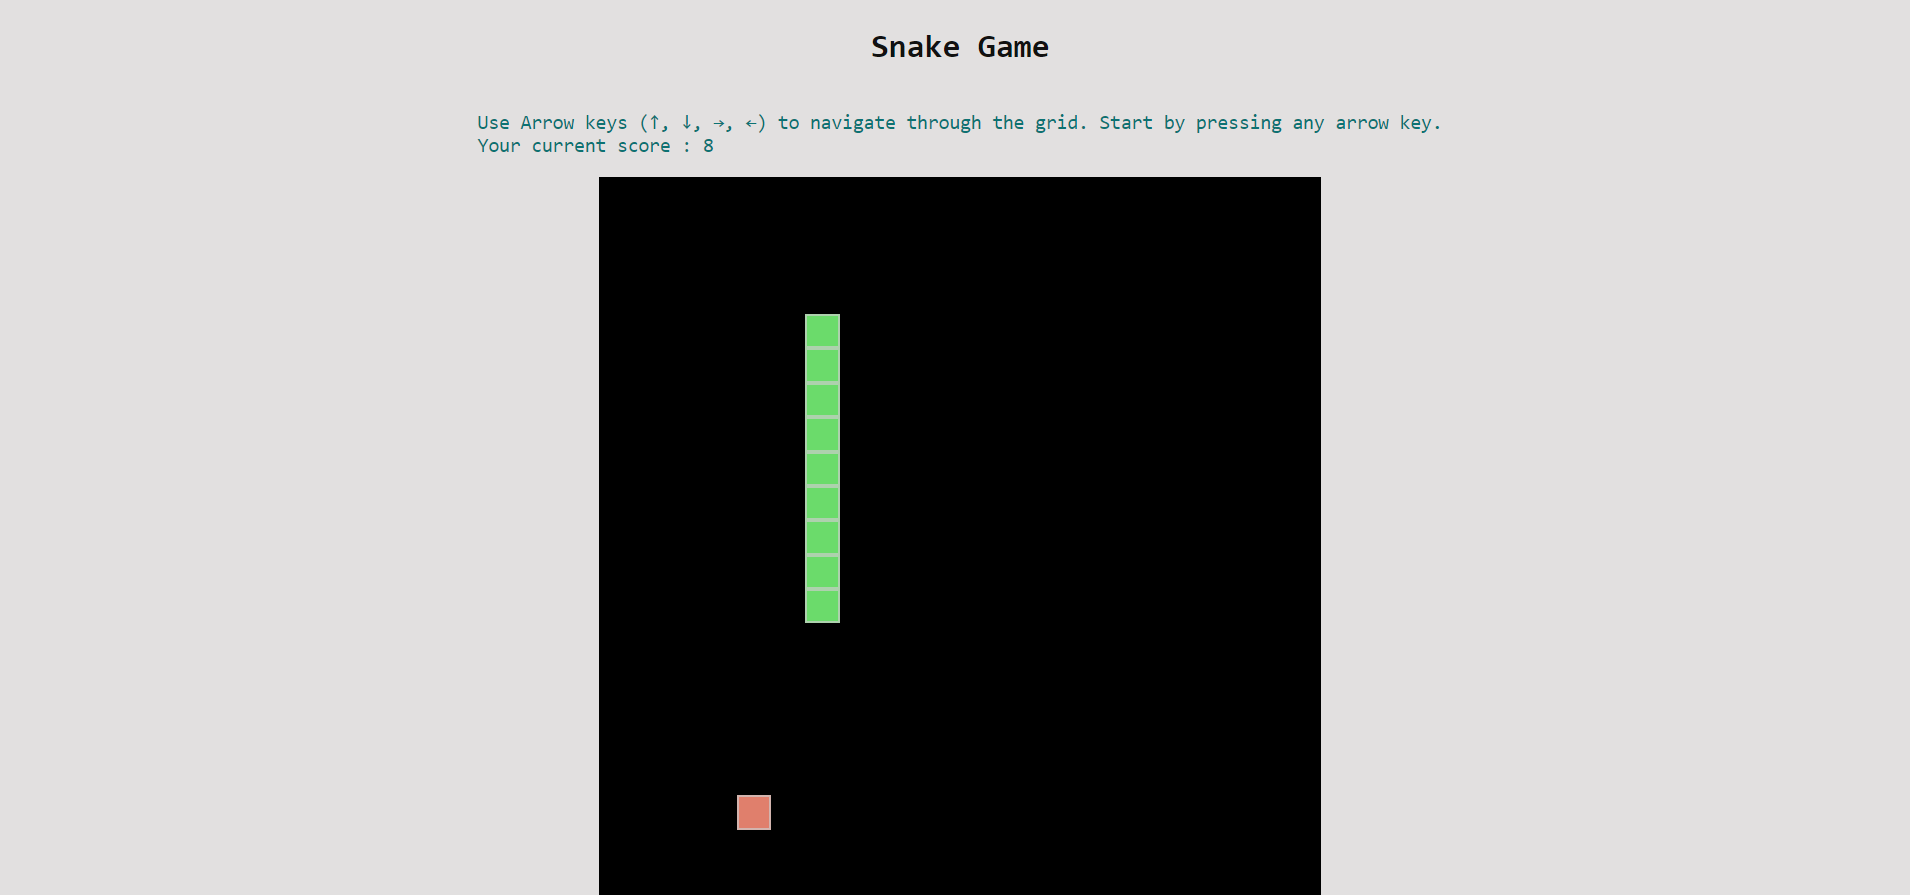 Snake Game
Use Arrow keys (↑, ↓, →, ←) to navigate through the grid. Start by pressing any arrow key.
Your current score : 8